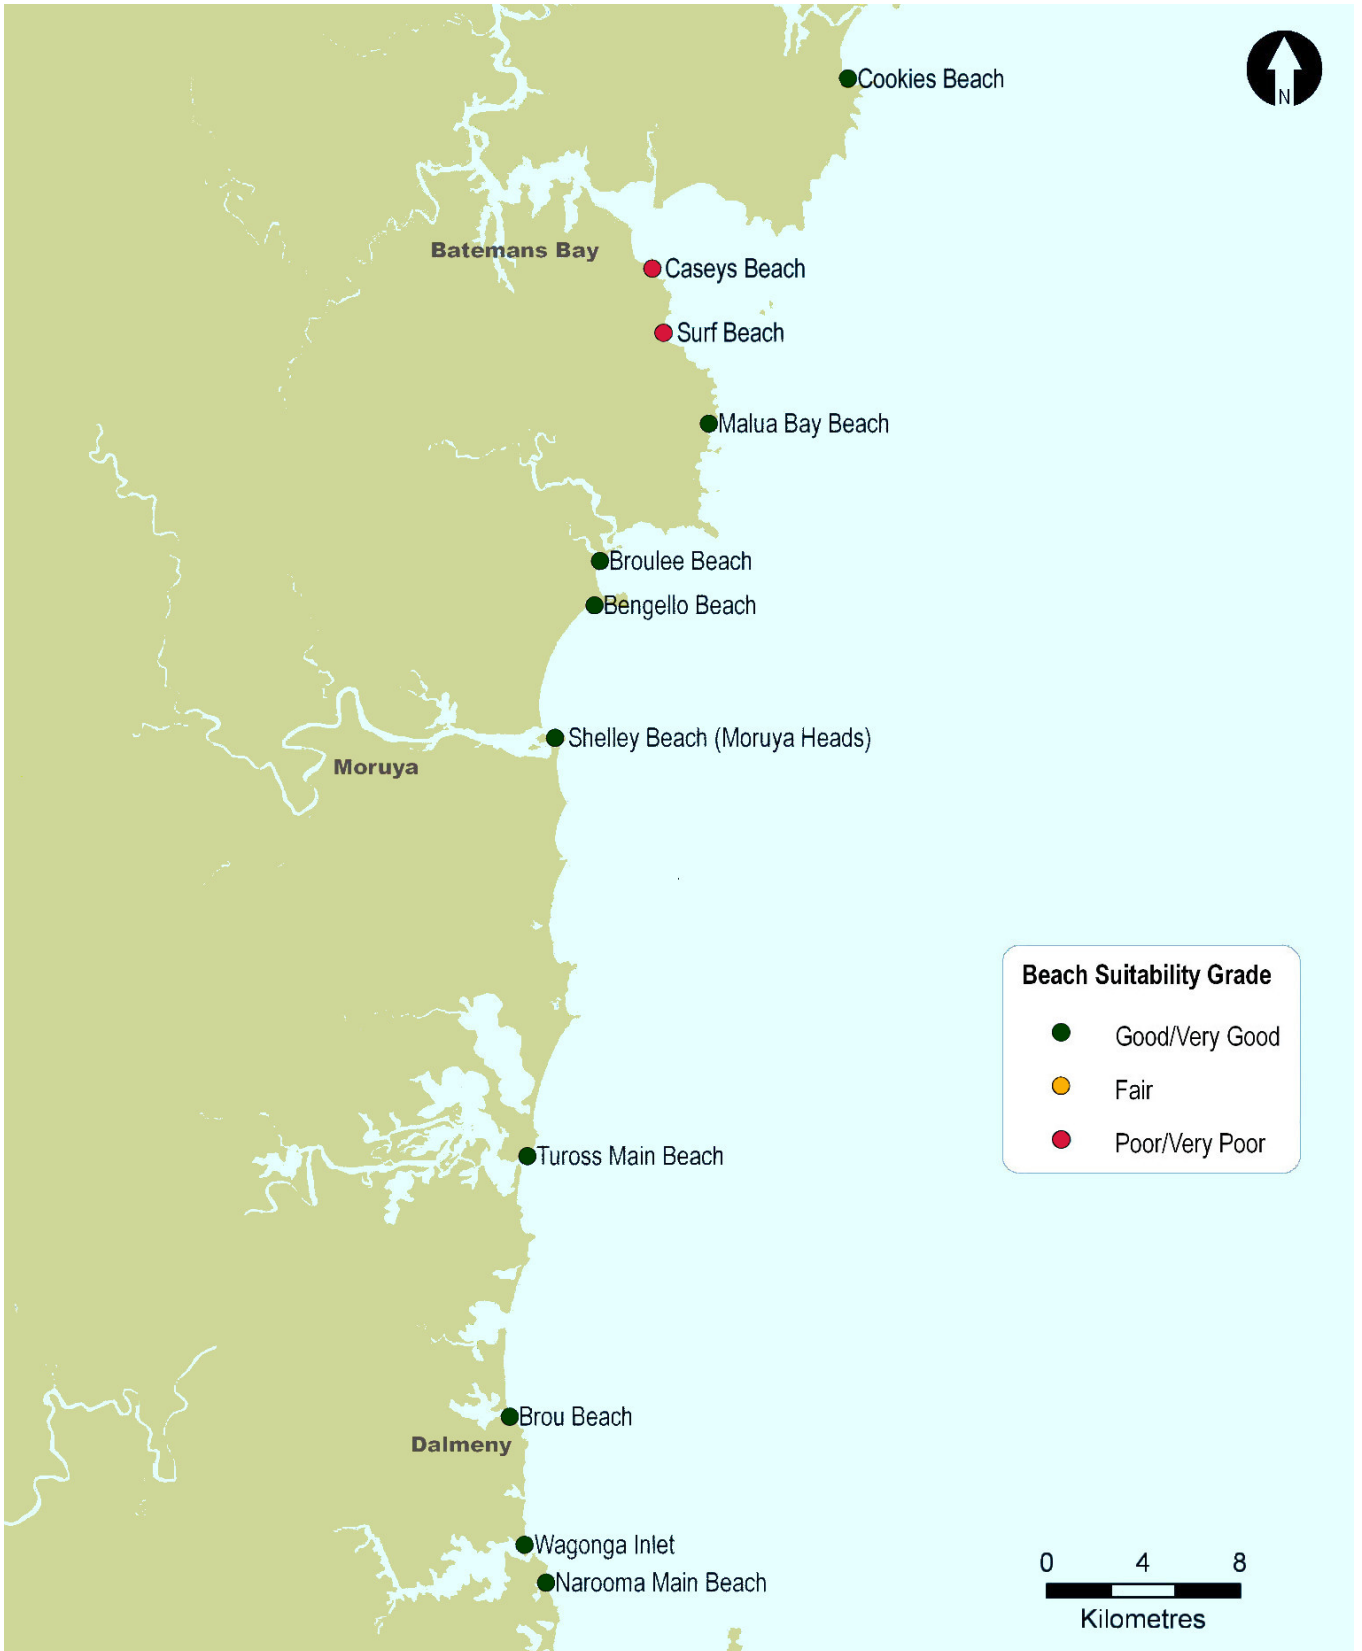 N
Cookies Beach
Batemans Bay
Caseys Beach
Surf Beach
Malua Bay Beach
Broulee Beach
Bengello Beach
Shelley Beach (Moruya Heads)
Moruya
Tuross Main Beach
Brou Beach
Dalmeny
Wagonga Inlet
Narooma Main Beach
Beach Suitability Grade
Good/Very Good
Fair
Poor/Very Poor
0 4 8
Kilometres